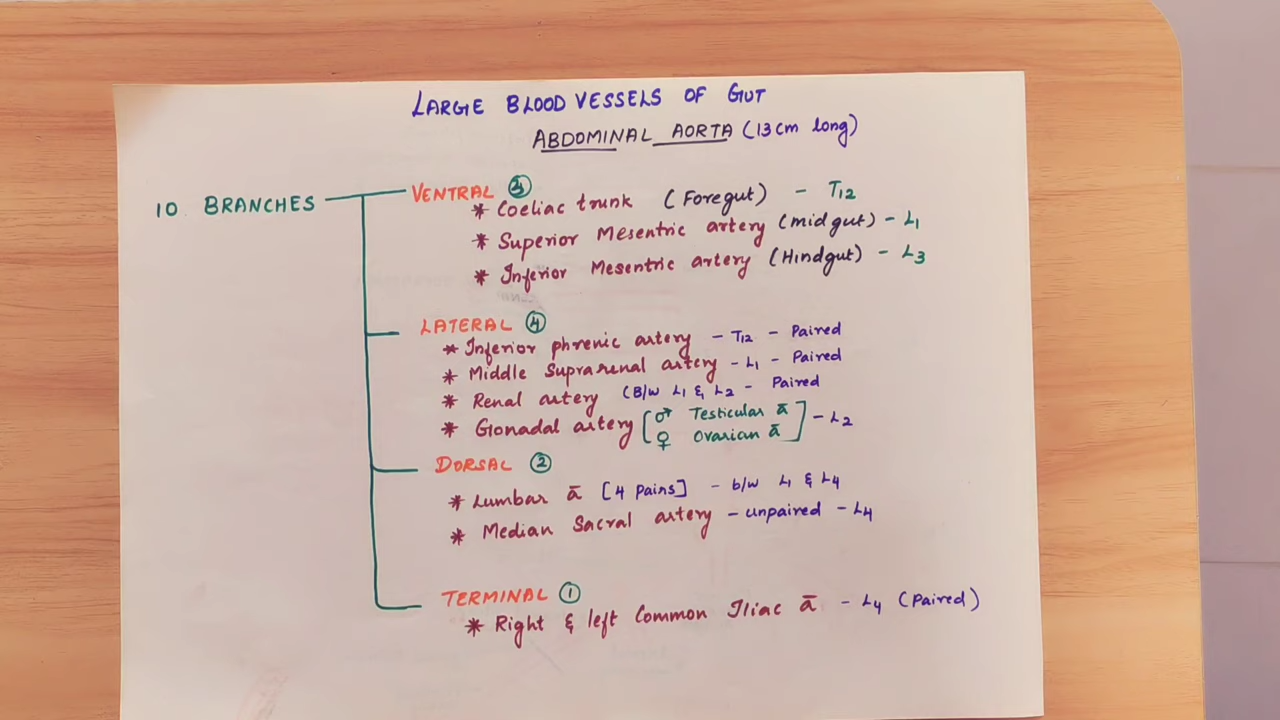 LARGE BLOOD VESSELS OF GUT
ABDOMINAL AORTA (13cm long)
10 BRANCHES
VENTRAL 3
* Coeliac trunk (Foregut) - T12
* Superior Mesentric artery (midgut) - L1
* Inferior Mesentric artery (Hindgut) - L3
LATERAL 4
* Inferior phrenic artery - T12 - Paired
* Middle Suprarenal artery - L1 - Paired
* Renal artery (B/w L1 & L2 - Paired
* Gonadal artery [♂ Testicular ā
♀ Ovarian ā] - L2
DORSAL 2
* Lumbar ā [4 pairs] - b/w L1 & L4
* Median Sacral artery - unpaired - L4
TERMINAL 1
* Right & left Common Iliac ā - L4 (Paired)